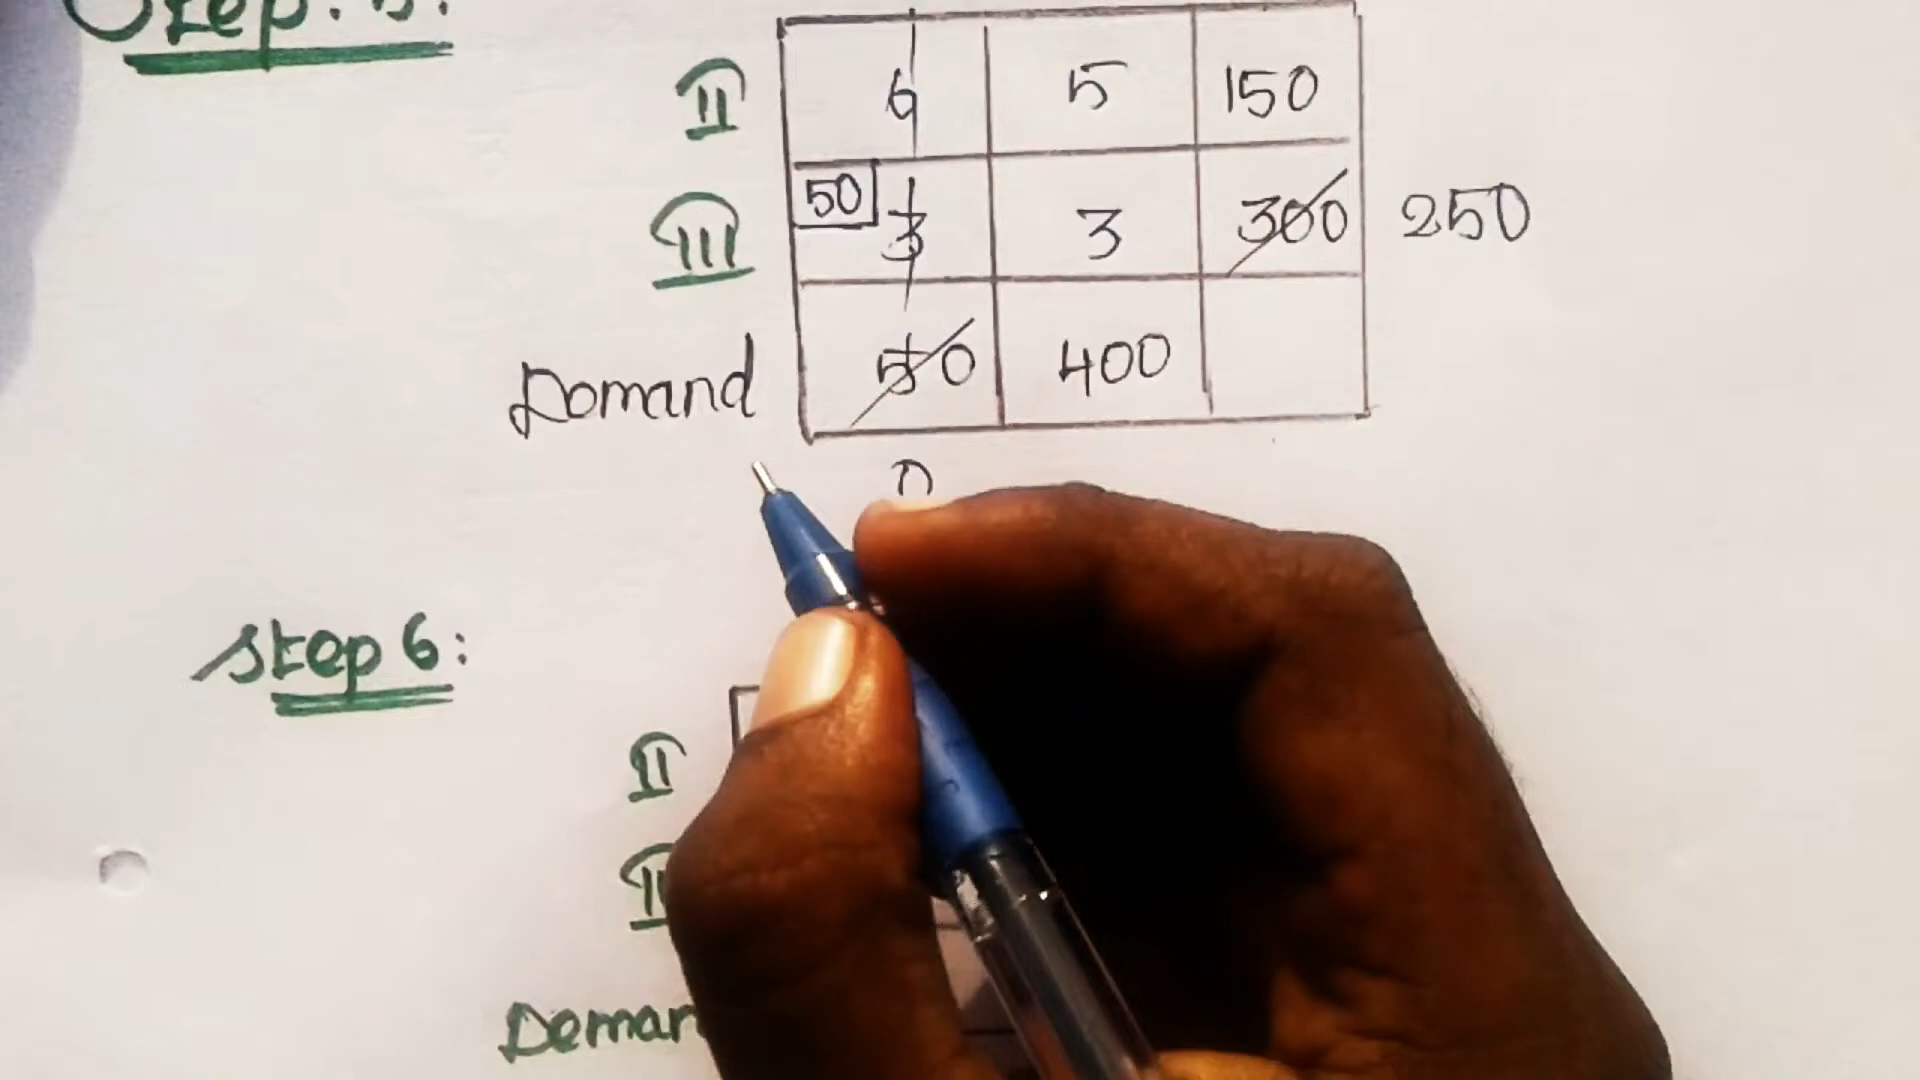 Step: 5:
II 6 5 150
III 50 3 3 300 250
Domand 50 400
0
Step 6:
II
Deman